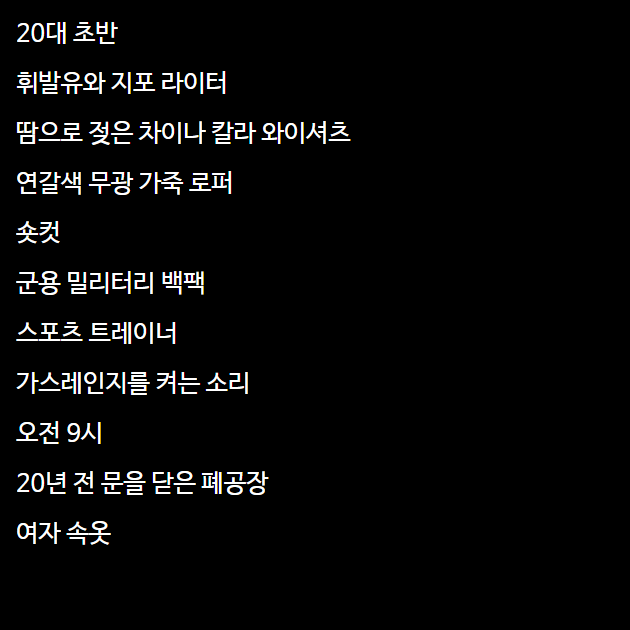 20대 초반
휘발유와 지포 라이터
땀으로 젖은 차이나 칼라 와이셔츠
연갈색 무광 가죽 로퍼
숏컷
군용 밀리터리 백팩
스포츠 트레이너
가스레인지를 켜는 소리
오전 9시
20년 전 문을 닫은 폐공장
여자 속옷